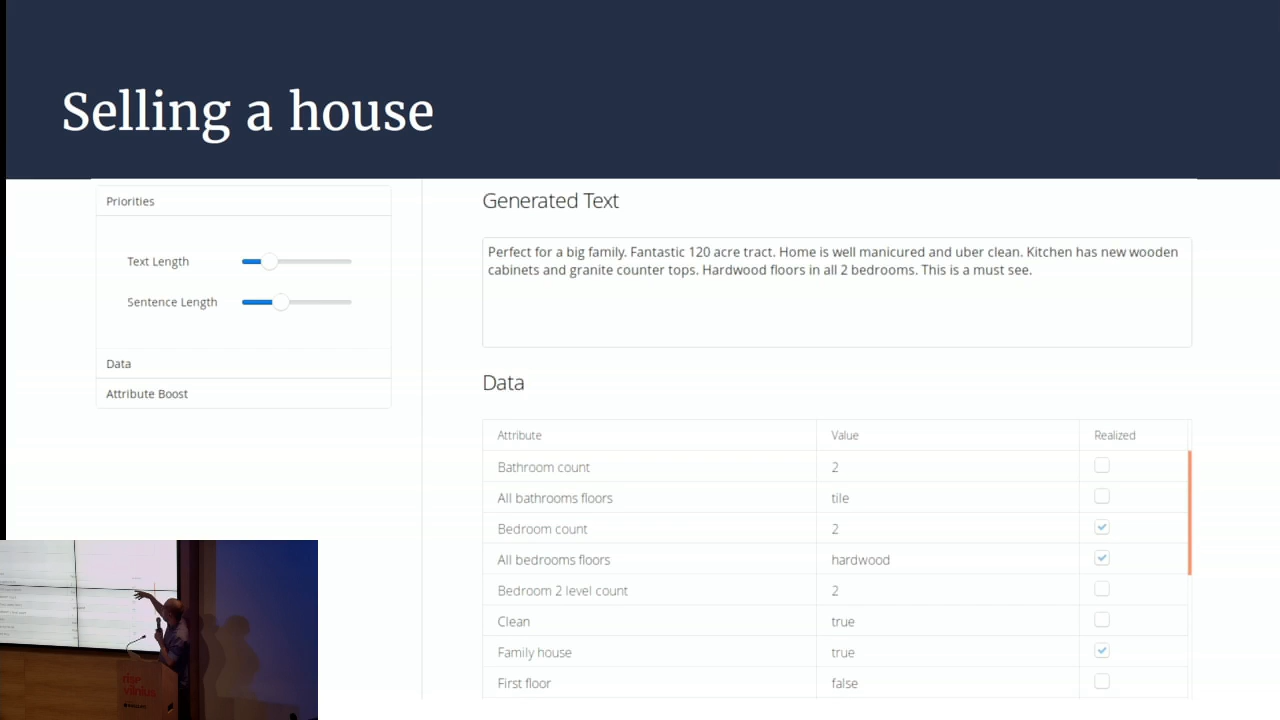 Selling a house
Priorities
Text Length
Sentence Length
Data
Attribute Boost
Generated Text
Perfect for a big family. Fantastic 120 acre tract. Home is well manicured and uber clean. Kitchen has new wooden
cabinets and granite counter tops. Hardwood floors in all 2 bedrooms. This is a must see.
Data
Attribute Value Realized
Bathroom count 2
All bathrooms floors tile
Bedroom count 2
All bedrooms floors hardwood
Bedroom 2 level count 2
Clean true
Family house true
First floor false
rise
vilnius